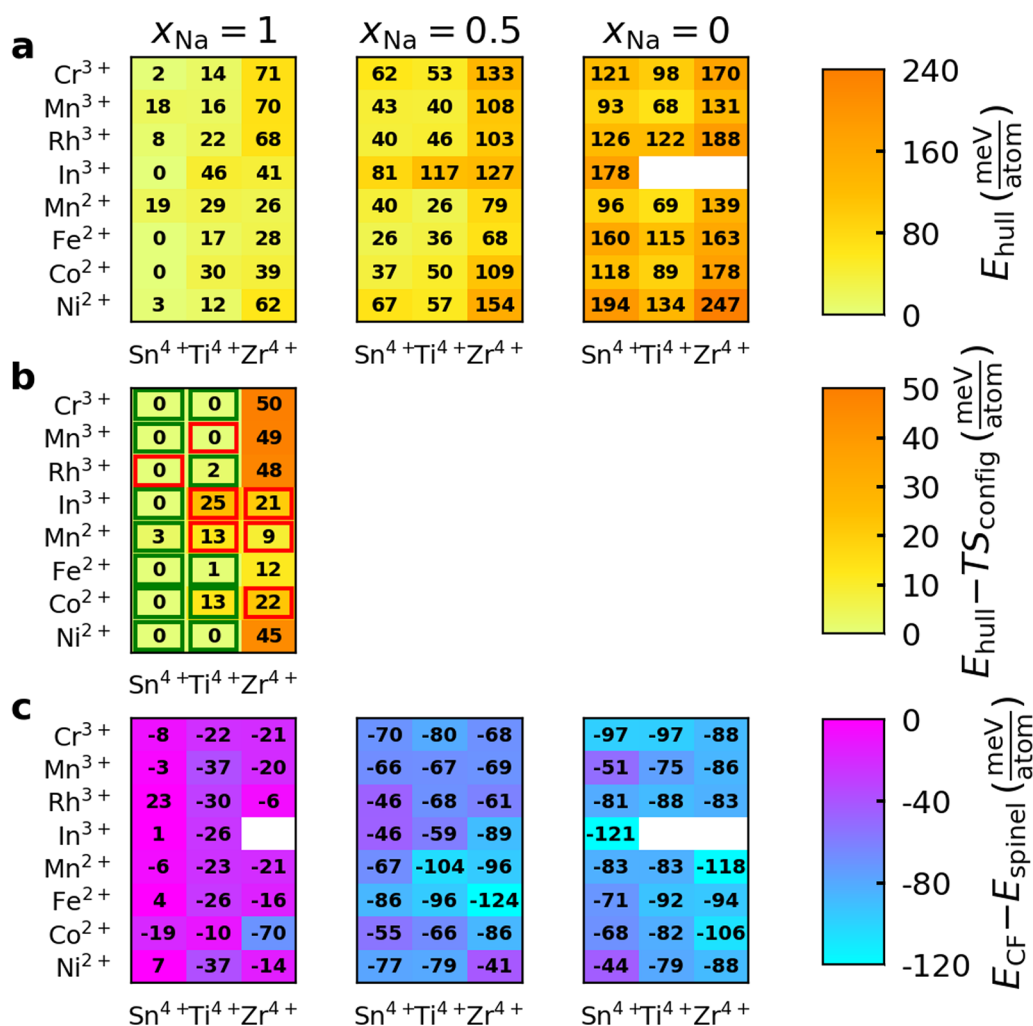 a
xNa = 1 xNa = 0.5 xNa = 0
Cr3+ 2 14 71 62 53 133 121 98 170
Mn3+ 18 16 70 43 40 108 93 68 131
Rh3+ 8 22 68 40 46 103 126 122 188
In3+ 0 46 41 81 117 127 178
Mn2+ 19 29 26 40 26 79 96 69 139
Fe2+ 0 17 28 26 36 68 160 115 163
Co2+ 0 30 39 37 50 109 118 89 178
Ni2+ 3 12 62 67 57 154 194 134 247
Sn4+ Ti4+ Zr4+ Sn4+ Ti4+ Zr4+ Sn4+ Ti4+ Zr4+
240
160
80
0
Ehull (meV/atom)
b
Cr3+ 0 0 50
Mn3+ 0 0 49
Rh3+ 0 2 48
In3+ 0 25 21
Mn2+ 3 13 9
Fe2+ 0 1 12
Co2+ 0 13 22
Ni2+ 0 0 45
Sn4+ Ti4+ Zr4+
50
40
30
20
10
0
Ehull−TSconfig (meV/atom)
c
Cr3+ -8 -22 -21 -70 -80 -68 -97 -97 -88
Mn3+ -3 -37 -20 -66 -67 -69 -51 -75 -86
Rh3+ 23 -30 -6 -46 -68 -61 -81 -88 -83
In3+ 1 -26 -46 -59 -89 -121
Mn2+ -6 -23 -21 -67 -104 -96 -83 -83 -118
Fe2+ 4 -26 -16 -86 -96 -124 -71 -92 -94
Co2+ -19 -10 -70 -55 -66 -86 -68 -82 -106
Ni2+ 7 -37 -14 -77 -79 -41 -44 -79 -88
Sn4+ Ti4+ Zr4+ Sn4+ Ti4+ Zr4+ Sn4+ Ti4+ Zr4+
0
-40
-80
-120
ECF−Espinel (meV/atom)